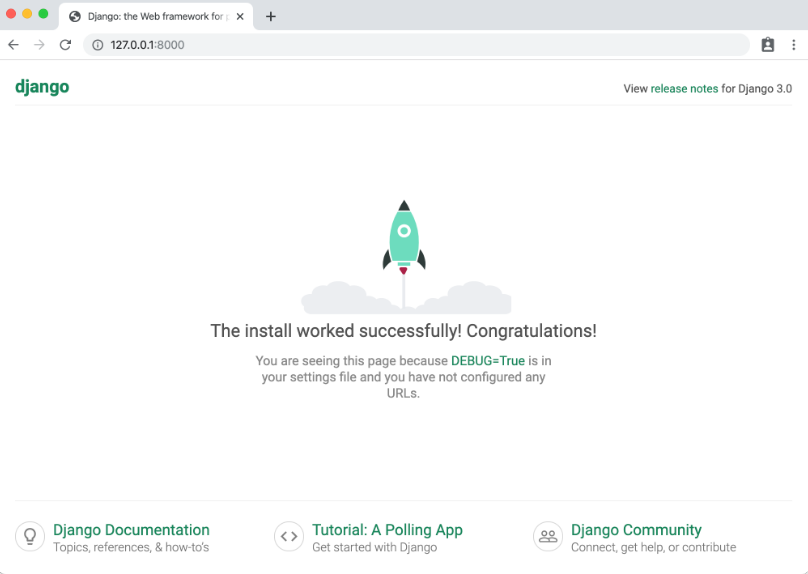 Django: the Web framework for
127.0.0.1:8000
django
View release notes for Django 3.0
The install worked successfully! Congratulations!
You are seeing this page because DEBUG=True is in
your settings file and you have not configured any
URLs.
Django Documentation
Topics, references, & how-to's
Tutorial: A Polling App
Get started with Django
Django Community
Connect, get help, or contribute